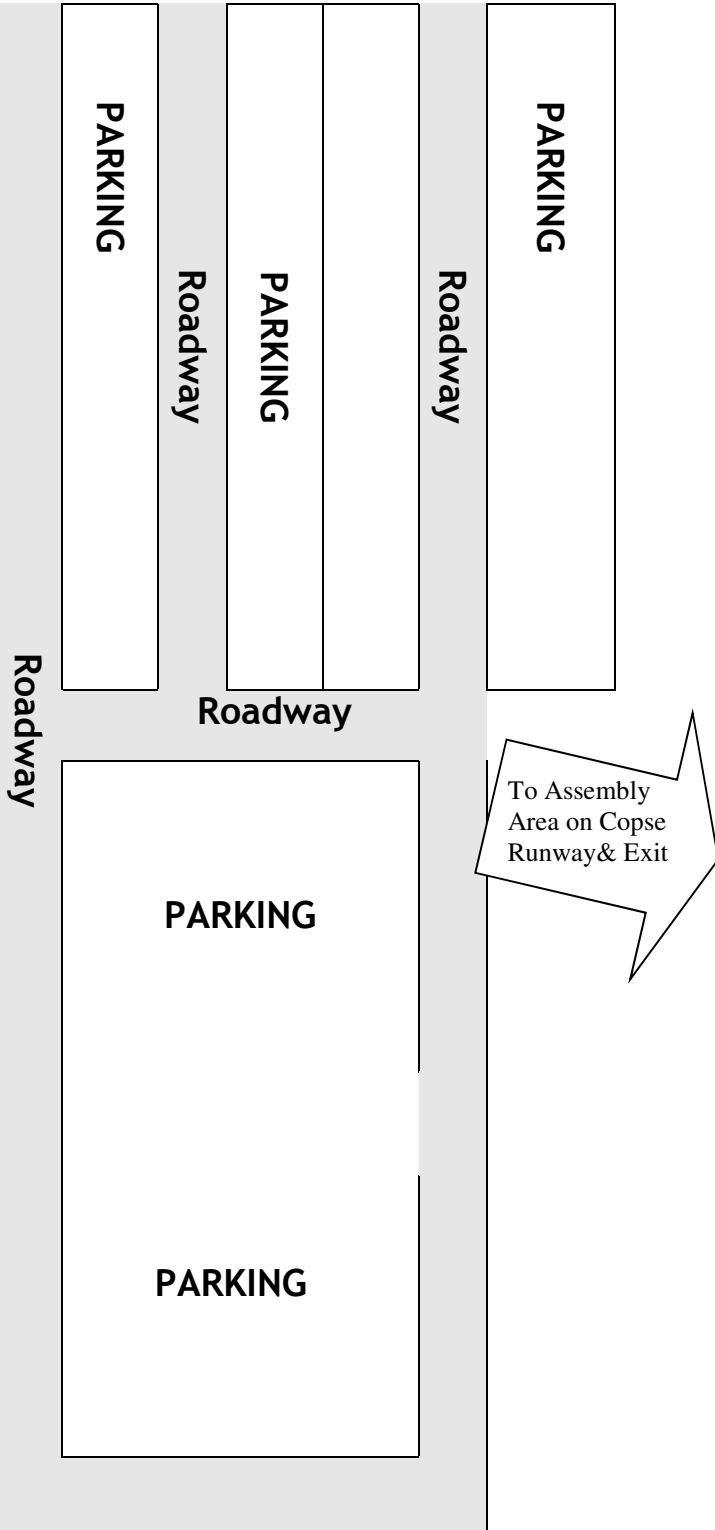 PARKING
PARKING
Roadway
PARKING
Roadway
Roadway
Roadway
To Assembly
Area on Copse
Runway& Exit
PARKING
PARKING